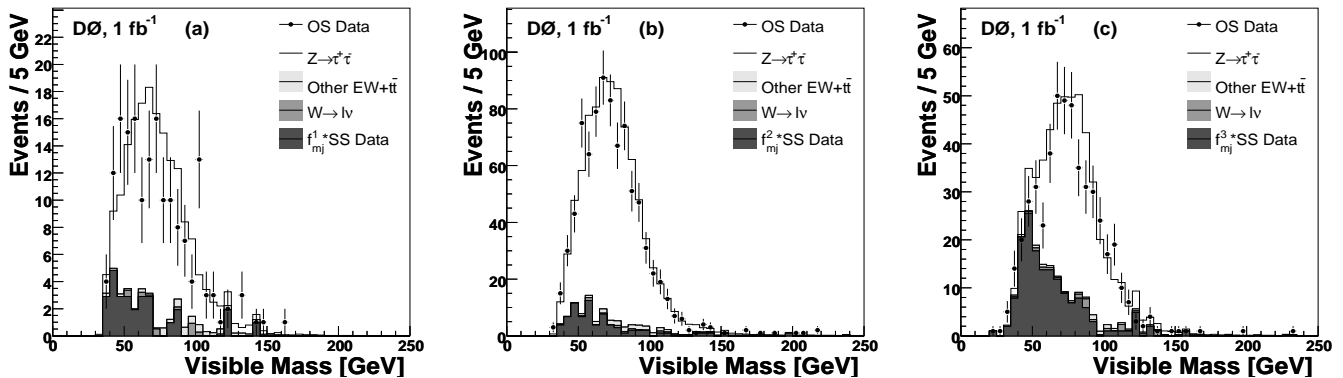 Events / 5 GeV
22
20
18
16
14
12
10
8
6
4
2
0
DØ, 1 fb⁻¹ (a)
OS Data
Z→τ⁺τ⁻
Other EW+tt̄
W→lν
f¹mj*SS Data
0 50 100 150 200 250
Visible Mass [GeV]
Events / 5 GeV
100
80
60
40
20
0
DØ, 1 fb⁻¹ (b)
OS Data
Z→τ⁺τ⁻
Other EW+tt̄
W→lν
f²mj*SS Data
0 50 100 150 200 250
Visible Mass [GeV]
Events / 5 GeV
60
50
40
30
20
10
0
DØ, 1 fb⁻¹ (c)
OS Data
Z→τ⁺τ⁻
Other EW+tt̄
W→lν
f³mj*SS Data
0 50 100 150 200 250
Visible Mass [GeV]